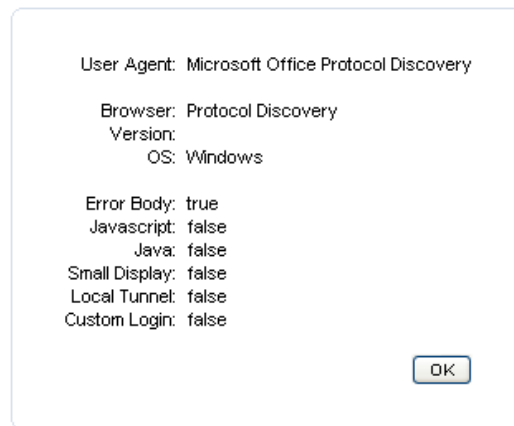 User Agent: Microsoft Office Protocol Discovery
Browser: Protocol Discovery
Version:
OS: Windows
Error Body: true
Javascript: false
Java: false
Small Display: false
Local Tunnel: false
Custom Login: false
OK